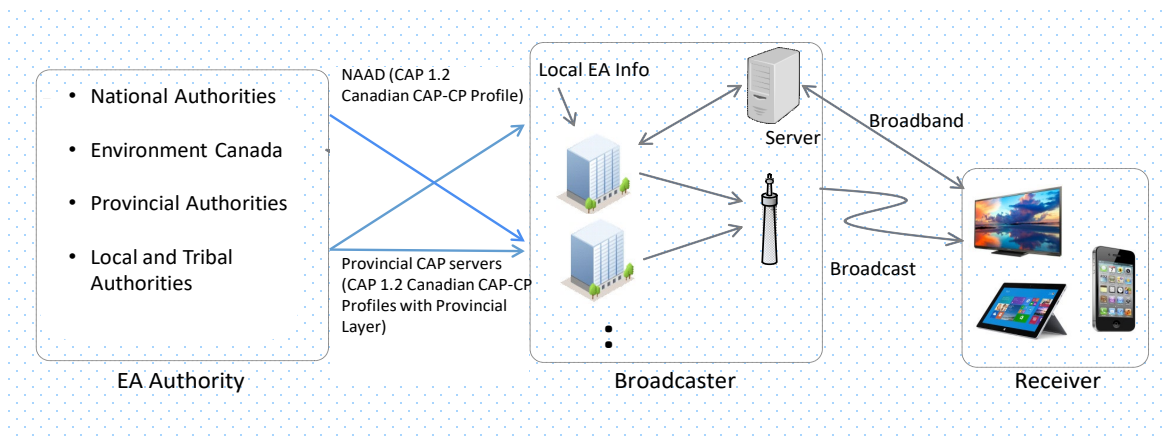 • National Authorities
• Environment Canada
• Provincial Authorities
• Local and Tribal
Authorities
EA Authority
NAAD (CAP 1.2
Canadian CAP-CP Profile)
Provincial CAP servers
(CAP 1.2 Canadian CAP-CP
Profiles with Provincial
Layer)
Local EA Info
Server
Broadcaster
Broadband
Broadcast
Receiver